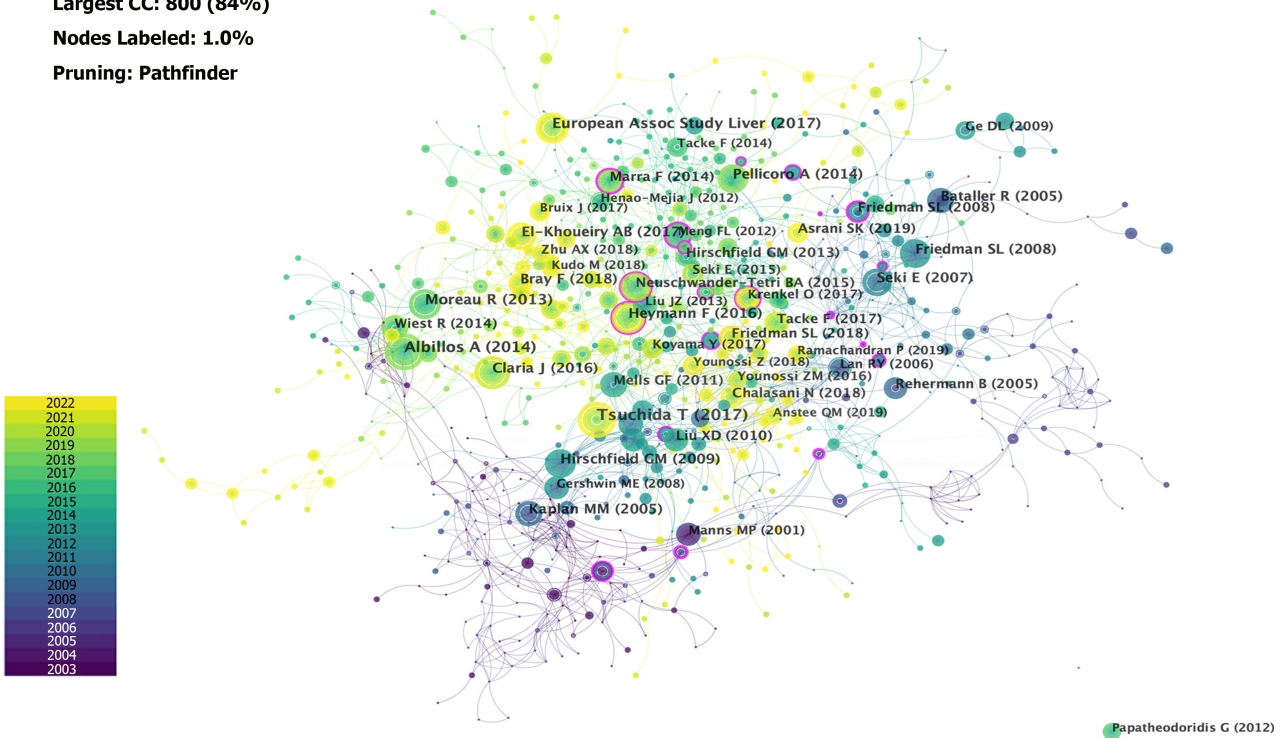 Largest CC: 800 (84%)
Nodes Labeled: 1.0%
Pruning: Pathfinder
European Assoc Study Liver (2017)
Ge DL (2009)
Tacke F (2014)
Marra F (2014)
Pellicoro A (2014)
Henao-Mejia J (2012)
Bataller R (2005)
Bruix J (2017)
Friedman SL (2008)
El-Khoueiry AB (2017)
Meng FL (2012)
Asrani SK (2019)
Zhu AX (2018)
Hirschfield GM (2013)
Friedman SL (2008)
Kudo M (2018)
Seki E (2015)
Bray F (2018)
Neuschwander-Tetri BA (2015)
Seki E (2007)
Moreau R (2013)
Liu JZ (2013)
Krenkel O (2017)
Heymann F (2016)
Wiest R (2014)
Tacke F (2017)
Friedman SL (2018)
Albillos A (2014)
Koyama Y (2017)
Ramachandran P (2019)
Claria J (2016)
Younossi Z (2018)
Lan RY (2006)
Mells GF (2011)
Younossi ZM (2016)
Rehermann B (2005)
Chalasani N (2018)
Tsuchida T (2017)
Anstee QM (2019)
Liu XD (2010)
Hirschfield GM (2009)
Gershwin ME (2008)
Kaplan MM (2005)
Manns MP (2001)
2022
2021
2020
2019
2018
2017
2016
2015
2014
2013
2012
2011
2010
2009
2008
2007
2006
2005
2004
2003
Papatheodoridis G (2012)